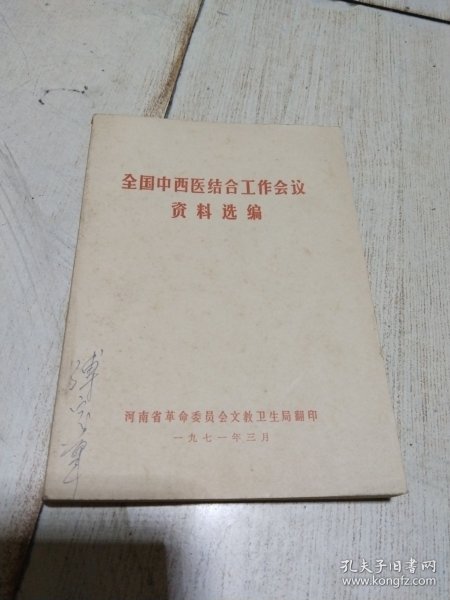 全国中西医结合工作会议
资料选编
河南省革命委员会文教卫生局翻印
一九七一年三月
孔夫子旧书网
www.kongfz.com